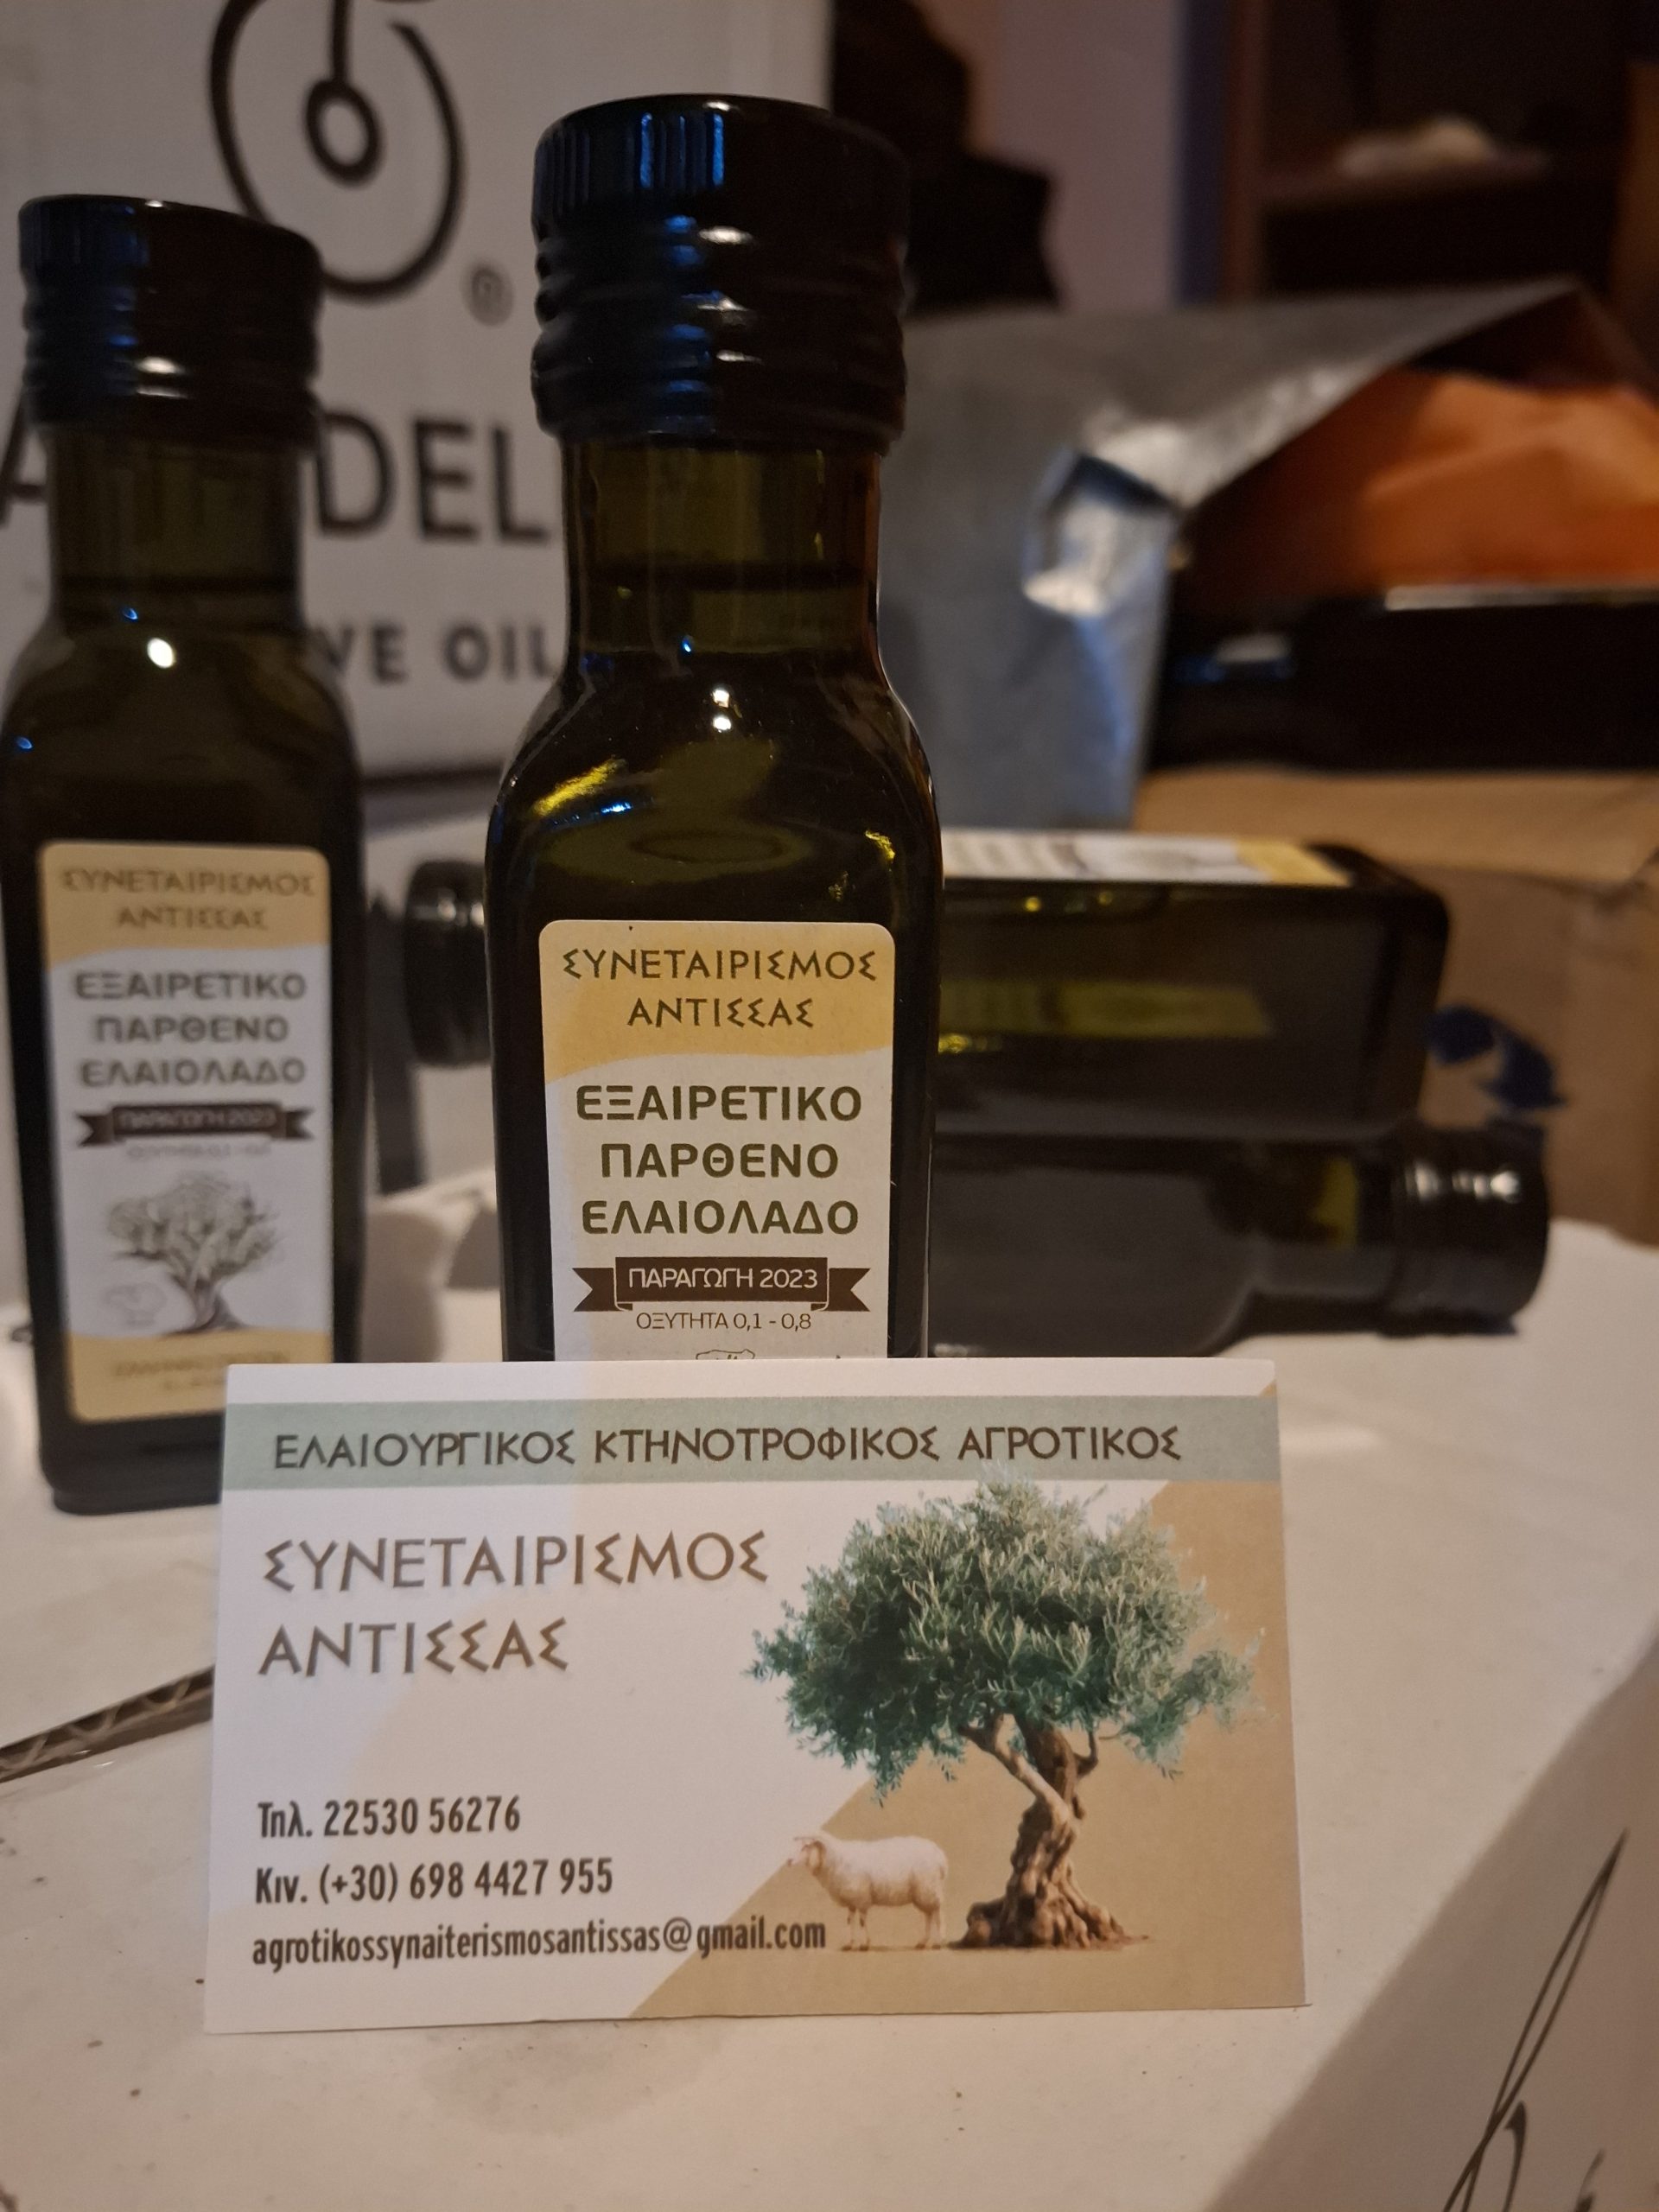 ®
DEL
VE OIL
ΣΥΝΕΤΑΙΡΙΣΜΟΣ
ΑΝΤΙΣΣΑΣ
ΕΞΑΙΡΕΤΙΚΟ
ΠΑΡΘΕΝΟ
ΕΛΑΙΟΛΑΔΟ
ΠΑΡΑΓΩΓΗ 2023
ΣΥΝΕΤΑΙΡΙΣΜΟΣ
ΑΝΤΙΣΣΑΣ
ΕΞΑΙΡΕΤΙΚΟ
ΠΑΡΘΕΝΟ
ΕΛΑΙΟΛΑΔΟ
ΠΑΡΑΓΩΓΗ 2023
ΟΞΥΤΗΤΑ 0,1 - 0,8
ΕΛΑΙΟΥΡΓΙΚΟΣ ΚΤΗΝΟΤΡΟΦΙΚΟΣ ΑΓΡΟΤΙΚΟΣ
ΣΥΝΕΤΑΙΡΙΣΜΟΣ
ΑΝΤΙΣΣΑΣ
Τηλ. 22530 56276
Κιν. (+30) 698 4427 955
agrotikossynaiterismosantissas@gmail.com